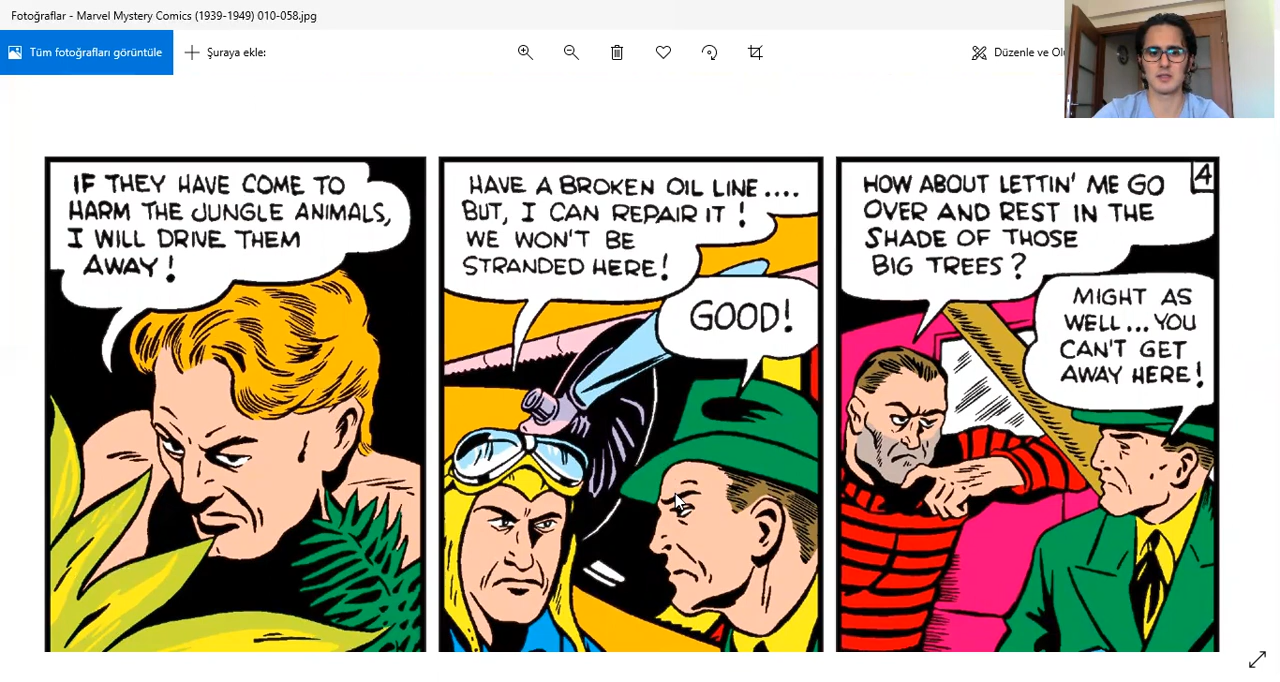 Fotoğraflar - Marvel Mystery Comics (1939-1949) 010-058.jpg
Tüm fotoğrafları görüntüle
Şuraya ekle:
Düzenle ve
IF THEY HAVE COME TO
HARM THE JUNGLE ANIMALS,
I WILL DRIVE THEM
AWAY!
HAVE A BROKEN OIL LINE....
BUT, I CAN REPAIR IT!
WE WON'T BE
STRANDED HERE!
GOOD!
4
HOW ABOUT LETTIN' ME GO
OVER AND REST IN THE
SHADE OF THOSE
BIG TREES?
MIGHT AS
WELL...YOU
CAN'T GET
AWAY HERE!